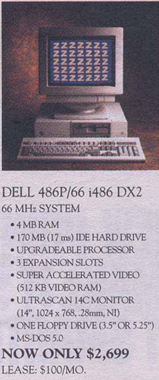 DELL 486P/66 i486 DX2
66 MHz SYSTEM
• 4 MB RAM
• 170 MB (17 ms) IDE HARD DRIVE
• UPGRADEABLE PROCESSOR
• 3 EXPANSION SLOTS
• SUPER ACCELERATED VIDEO
(512 KB VIDEO RAM)
• ULTRASCAN 14C MONITOR
(14", 1024 x 768, .28mm, NI)
• ONE FLOPPY DRIVE (3.5" OR 5.25")
• MS-DOS 5.0
NOW ONLY $2,699
LEASE: $100/MO.